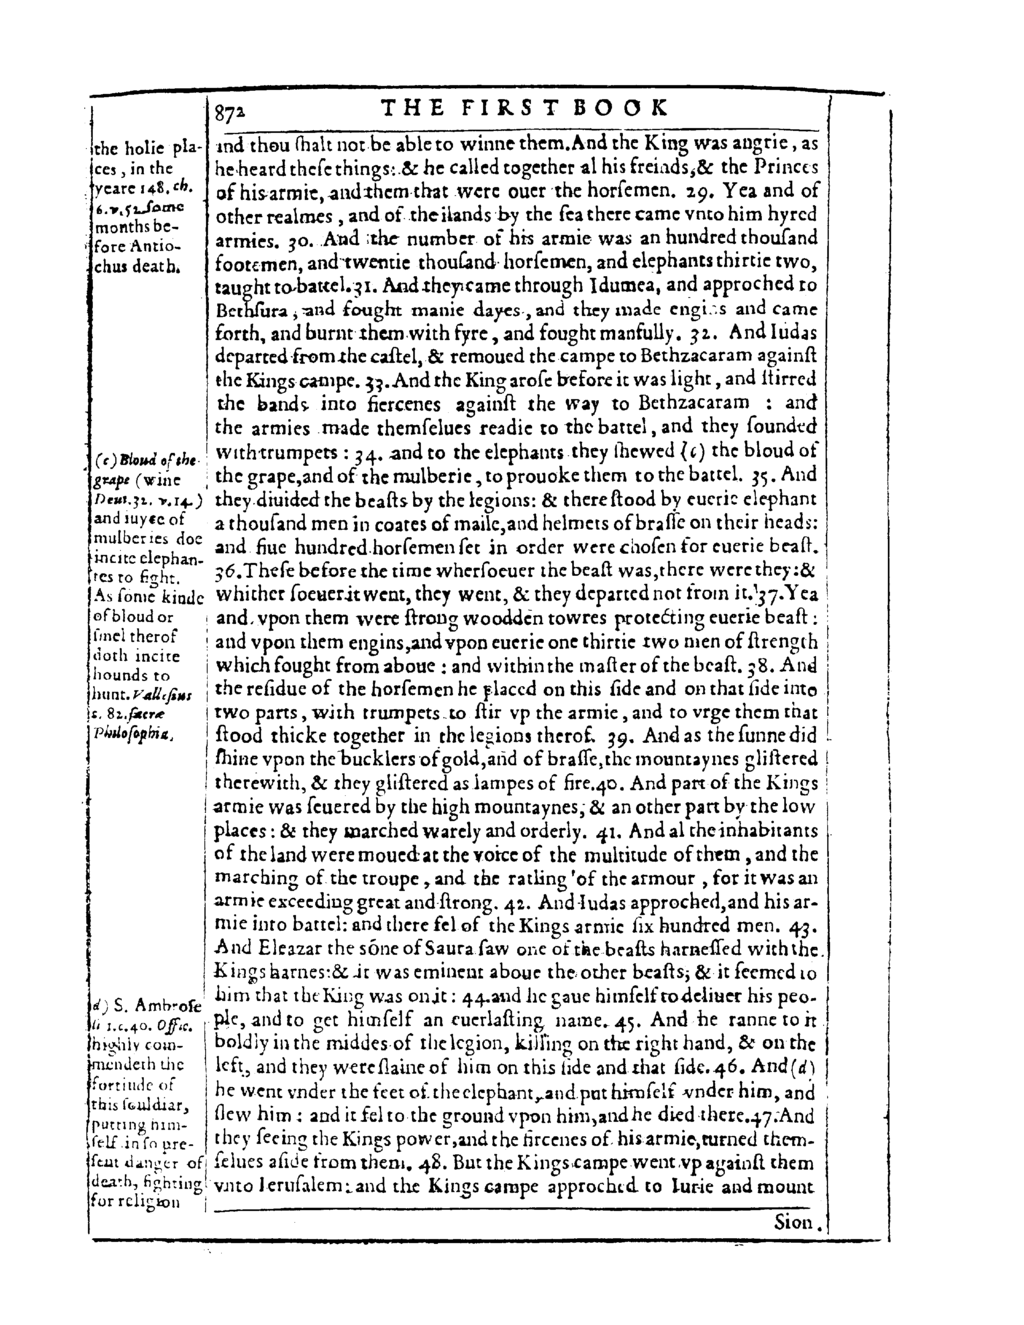 872 THE FIRST BOOK
the holie pla-
ces, in the
yeare 148. ch.
6. v. 52. some
months be-
fore Antio-
chus death.
and thou ſhalt not be able to winne them. And the King was angrie, as
he heard theſe things: & he called together al his freinds, & the Princes
of his armie, and them that were ouer the horſemen. 29. Yea and of
other realmes, and of the ilands by the ſea there came vnto him hyred
armies. 30. And the number of his armie was an hundred thouſand
footemen, and twentie thouſand horſemen, and elephants thirtie two,
taught to battel. 31. And they came through Idumea, and approched to
Bethſura, and fought manie dayes, and they made engins and came
forth, and burnt them with fyre, and fought manfully. 32. And Iudas
departed from the caſtel, & remoued the campe to Bethzacaram againſt
the Kings campe. 33. And the King aroſe before it was light, and ſtirred
the bands into fiercenes againſt the way to Bethzacaram : and
the armies made themſelues readie to the battel, and they ſounded
with trumpets : 34. and to the elephants they ſhewed (c) the bloud of
the grape, and of the mulberie, to prouoke them to the battel. 35. And
they diuided the beaſts by the legions: & there ſtood by euerie elephant
a thouſand men in coates of maile, and helmets of braſſe on their heads:
and fiue hundred horſemen ſet in order were choſen for euerie beaſt.
36. Theſe before the time wherſoeuer the beaſt was, there were they: &
whither ſoeuer it went, they went, & they departed not from it. 37. Yea
and vpon them were ſtrong woodden towres protecting euerie beaſt :
and vpon them engins, and vpon euerie one thirtie two men of ſtrength
which fought from aboue : and within the maſter of the beaſt. 38. And
the reſidue of the horſemen he placed on this ſide and on that ſide into
two parts, with trumpets to ſtir vp the armie, and to vrge them that
ſtood thicke together in the legions therof. 39. And as the ſunne did
ſhine vpon the bucklers of gold, and of braſſe, the mountaynes gliſtered
therewith, & they gliſtered as lampes of fire. 40. And part of the Kings
armie was ſeuered by the high mountaynes, & an other part by the low
places : & they marched warely and orderly. 41. And al the inhabitants
of the land were moued at the voice of the multitude of them, and the
marching of the troupe, and the ratling of the armour, for it was an
armie exceeding great and ſtrong. 42. And Iudas approched, and his ar-
mie into battel: and there fel of the Kings armie ſix hundred men. 43.
And Eleazar the sóne of Saura ſaw one of the beaſts harneſſed with the
Kings harnes: & it was eminent aboue the other beaſts; & it ſeemed to
him that the King was on it : 44. and he gaue himſelf to deliuer his peo-
ple, and to get himſelf an euerlaſting name. 45. And he ranne to it
boldly in the middes of the legion, killing on the right hand, & on the
left, and they were ſlaine of him on this ſide and that ſide. 46. And (d)
he went vnder the feet of the elephant, and put himſelf vnder him, and
ſlew him : and it fel to the ground vpon him, and he died there. 47. And
they ſeeing the Kings power, and the fircenes of his armie, turned them-
ſelues aſide from them. 48. But the Kings campe went vp againſt them
vnto Ieruſalem : and the Kings campe approched to Iurie and mount
Sion.
(c) Bloud of the
grape (wine
Deut. 32. v. 14.)
and iuyce of
mulberies doe
incite elephan-
tes to fight.
As ſome kinde
of bloud or
ſmel therof
doth incite
hounds to
hunt. Valleſius
c. 82. ſacræ
Philoſophiæ.
d) S. Ambroſe
li 1. c. 40. Offic.
highly com-
mendeth the
fortitude of
this ſouldiar,
putting him-
ſelf in ſo pre-
ſent danger of
death, fighting
for religion